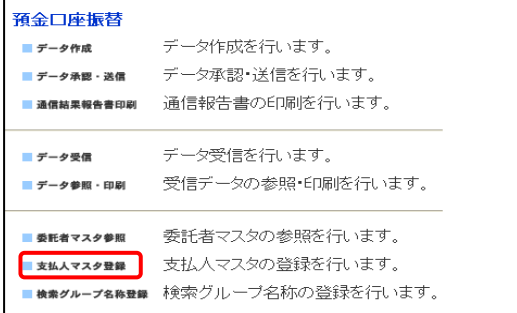 預金口座振替
データ作成 データ作成を行います。
データ承認・送信 データ承認・送信を行います。
通信結果報告書印刷 通信報告書の印刷を行います。
データ受信 データ受信を行います。
データ参照・印刷 受信データの参照・印刷を行います。
委託者マスタ参照 委託者マスタの参照を行います。
支払人マスタ登録 支払人マスタの登録を行います。
検索グループ名称登録 検索グループ名称の登録を行います。